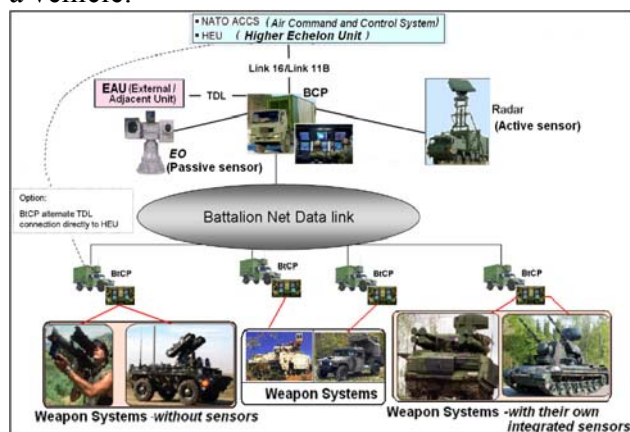 a vehicle.
▪ NATO ACCS (Air Command and Control System)
▪ HEU ( Higher Echelon Unit)
Link 16/Link 11B
EAU (External /
Adjacent Unit)
TDL
BCP
Radar
(Active sensor)
EO
(Passive sensor)
Option:
BtCP alternate TDL
connection directly to HEU
Battalion Net Data link
BtCP
BtCP
BtCP
BtCP
Weapon Systems -without sensors
Weapon Systems
Weapon Systems -with their own
integrated sensors